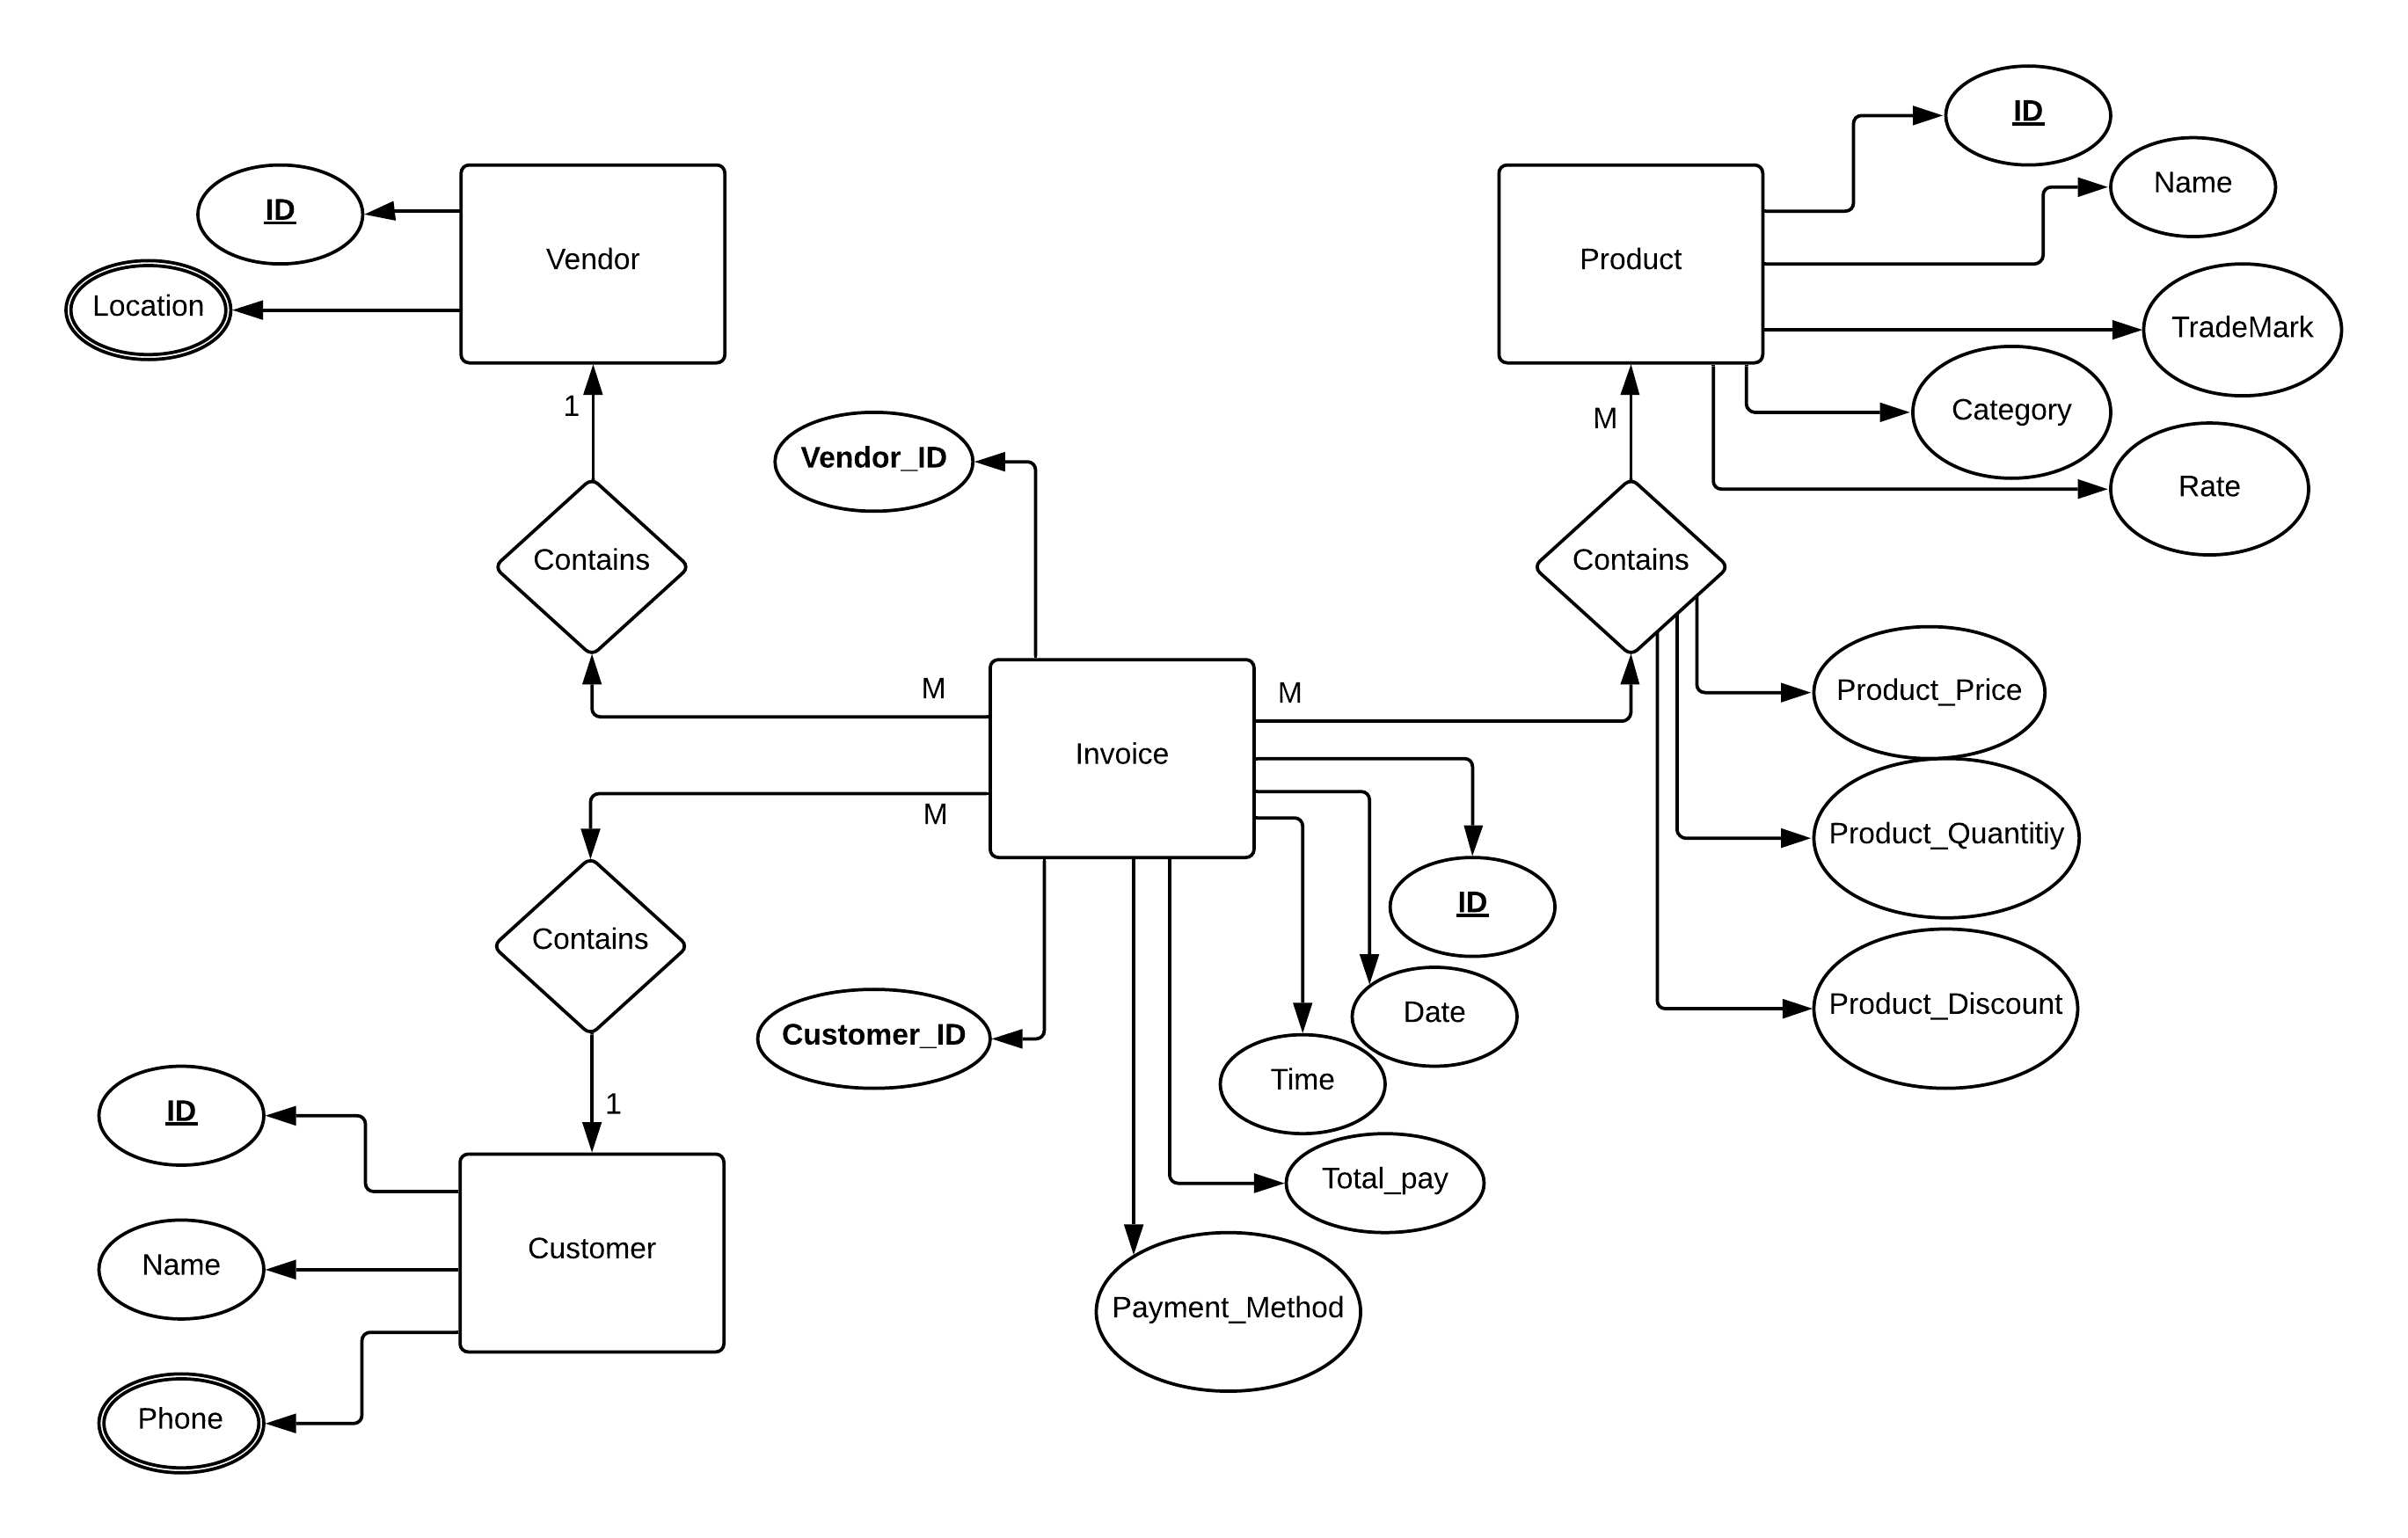 ID
Name
ID
Vendor
Product
Location
TradeMark
1
M
Category
Vendor_ID
Rate
Contains
Contains
M
M
Product_Price
Invoice
M
Product_Quantitiy
ID
Contains
Product_Discount
Date
Customer_ID
Time
1
ID
Total_pay
Customer
Name
Payment_Method
Phone